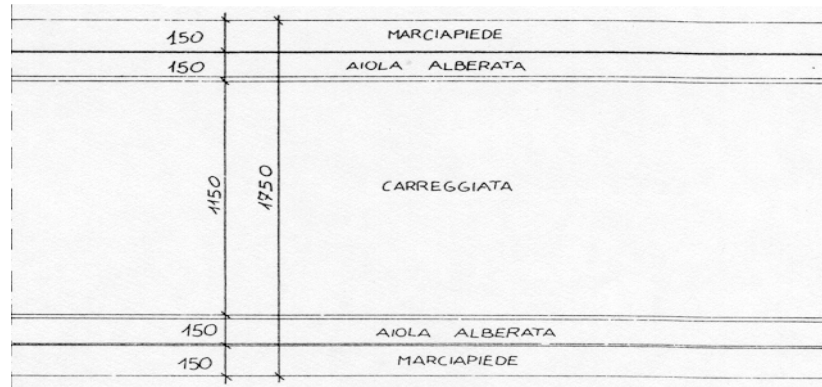 150 MARCIAPIEDE
150 AIOLA ALBERATA
1150 1750 CARREGGIATA
150 AIOLA ALBERATA
150 MARCIAPIEDE